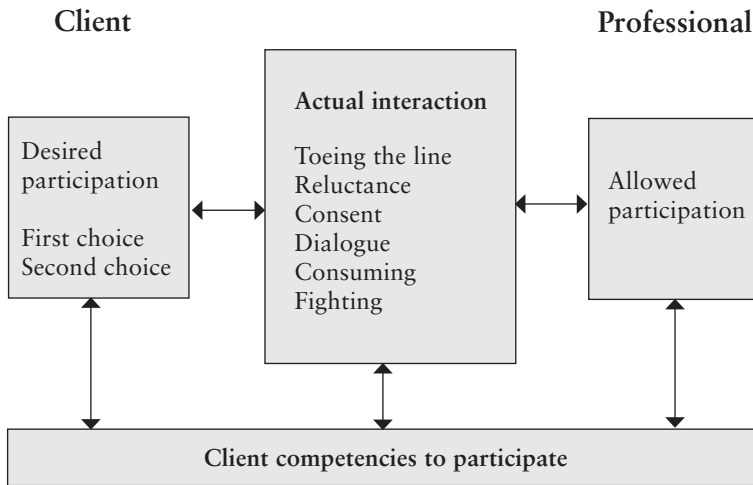 Client
Professional
Actual interaction
Toeing the line
Reluctance
Consent
Dialogue
Consuming
Fighting
Desired
participation
First choice
Second choice
Allowed
participation
Client competencies to participate